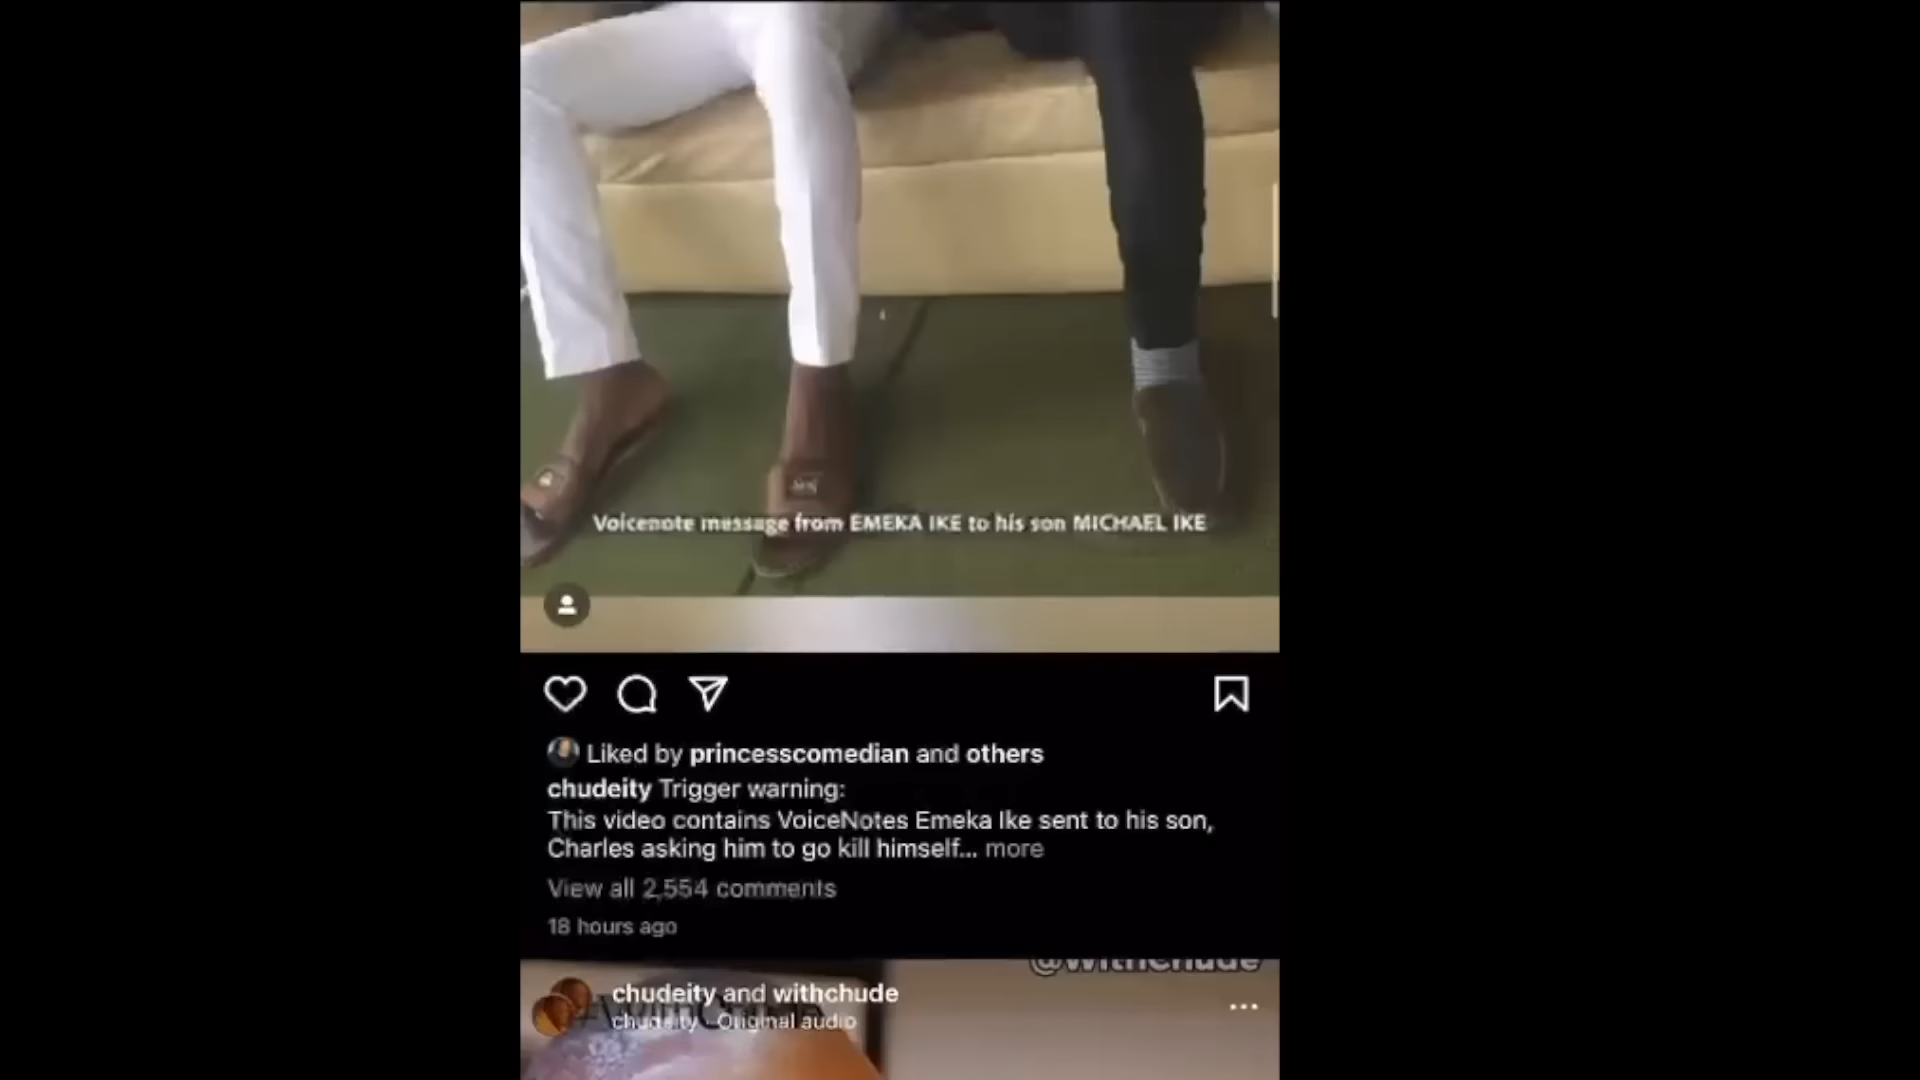 Voicenote message from EMEKA IKE to his son MICHAEL IKE
Liked by princesscomedian and others
chudeity Trigger warning:
This video contains VoiceNotes Emeka Ike sent to his son,
Charles asking him to go kill himself... more
View all 2,554 comments
18 hours ago
@WithChude
chudeity and withchude
chudeity · Original audio